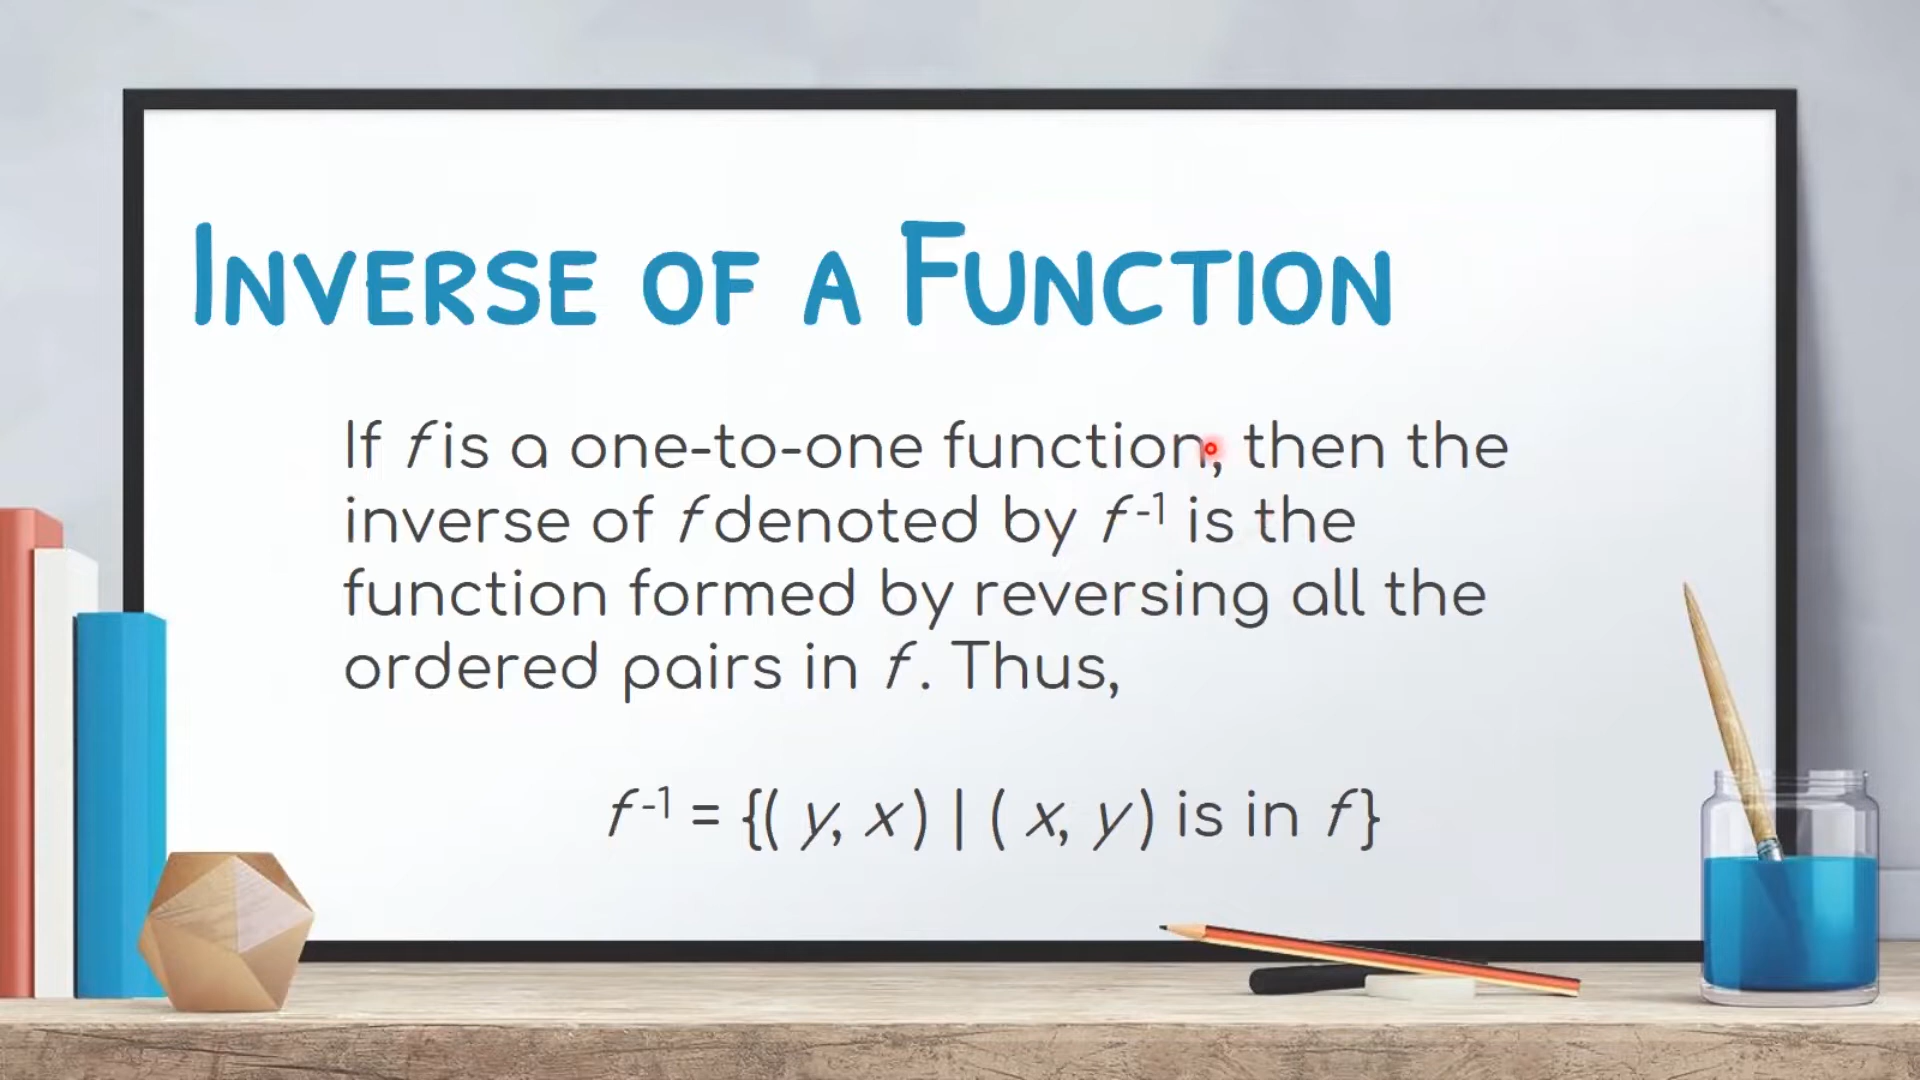 INVERSE OF A FUNCTION
If f is a one-to-one function, then the
inverse of f denoted by f⁻¹ is the
function formed by reversing all the
ordered pairs in f. Thus,
f⁻¹ = {( y, x ) | ( x, y ) is in f}